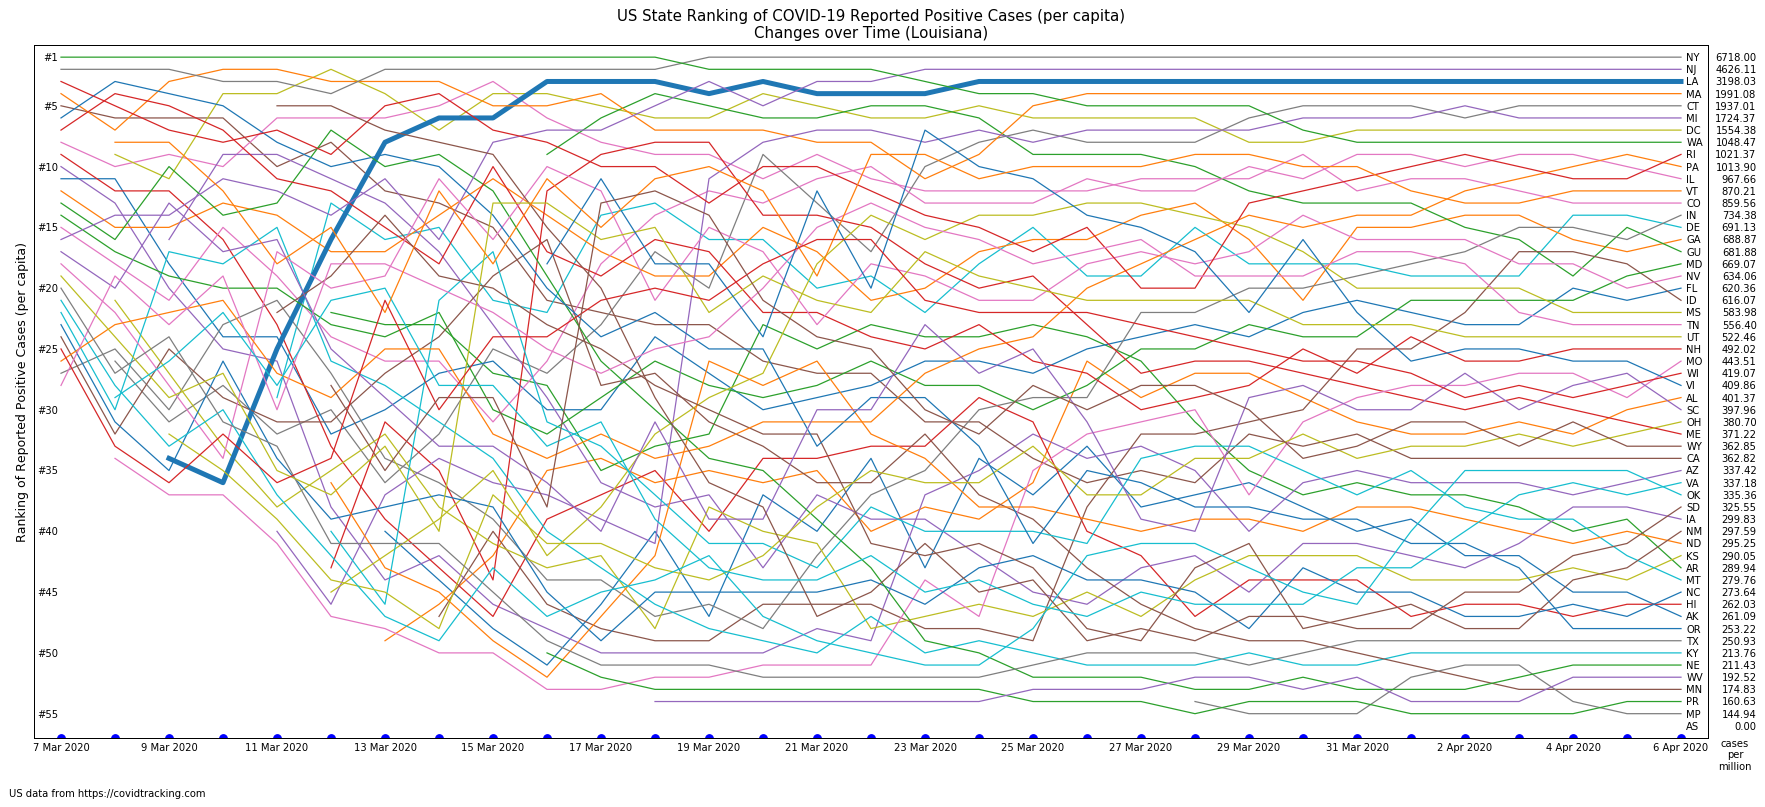 US State Ranking of COVID-19 Reported Positive Cases (per capita)
Changes over Time (Louisiana)
Ranking of Reported Positive Cases (per capita)
#1
#5
#10
#15
#20
#25
#30
#35
#40
#45
#50
#55
NY 6718.00
NJ 4626.11
LA 3198.03
MA 1991.08
CT 1937.01
MI 1724.37
DC 1554.38
WA 1048.47
RI 1021.37
PA 1013.90
IL 967.66
VT 870.21
CO 859.56
IN 734.38
DE 691.13
GA 688.87
GU 681.88
MD 669.07
NV 634.06
FL 620.36
ID 616.07
MS 583.98
TN 556.40
UT 522.46
NH 492.02
MO 443.51
WI 419.07
VI 409.86
AL 401.37
SC 397.96
OH 380.70
ME 371.22
WY 362.85
CA 362.82
AZ 337.42
VA 337.18
OK 335.36
SD 325.55
IA 299.83
NM 297.59
ND 295.25
KS 290.05
AR 289.94
MT 279.76
NC 273.64
HI 262.03
AK 261.09
OR 253.22
TX 250.93
KY 213.76
NE 211.43
WV 192.52
MN 174.83
PR 160.63
MP 144.94
AS 0.00
7 Mar 2020 9 Mar 2020 11 Mar 2020 13 Mar 2020 15 Mar 2020 17 Mar 2020 19 Mar 2020 21 Mar 2020 23 Mar 2020 25 Mar 2020 27 Mar 2020 29 Mar 2020 31 Mar 2020 2 Apr 2020 4 Apr 2020 6 Apr 2020
cases
per
million
US data from https://covidtracking.com